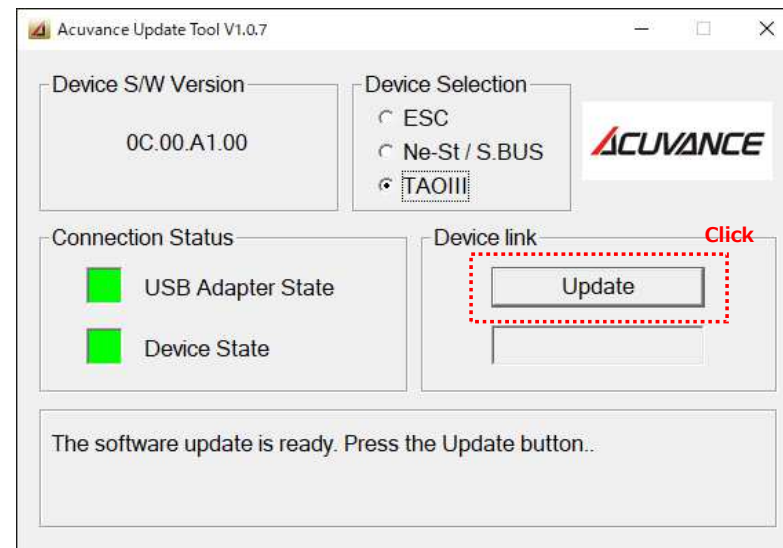 Acuvance Update Tool V1.0.7
Device S/W Version
0C.00.A1.00
Device Selection
ESC
Ne-St / S.BUS
TAOIII
ACUVANCE
Connection Status
USB Adapter State
Device State
Device link
Click
Update
The software update is ready. Press the Update button..